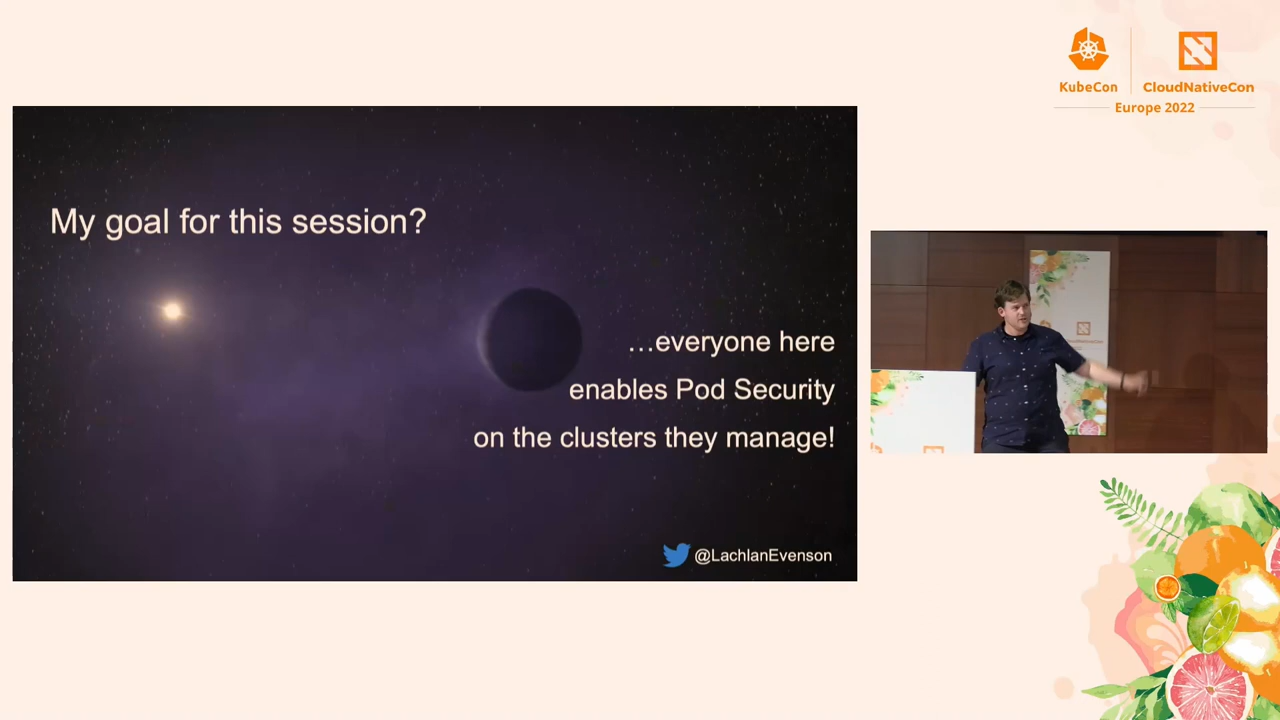 KubeCon
CloudNativeCon
Europe 2022
My goal for this session?
…everyone here
enables Pod Security
on the clusters they manage!
@LachlanEvenson